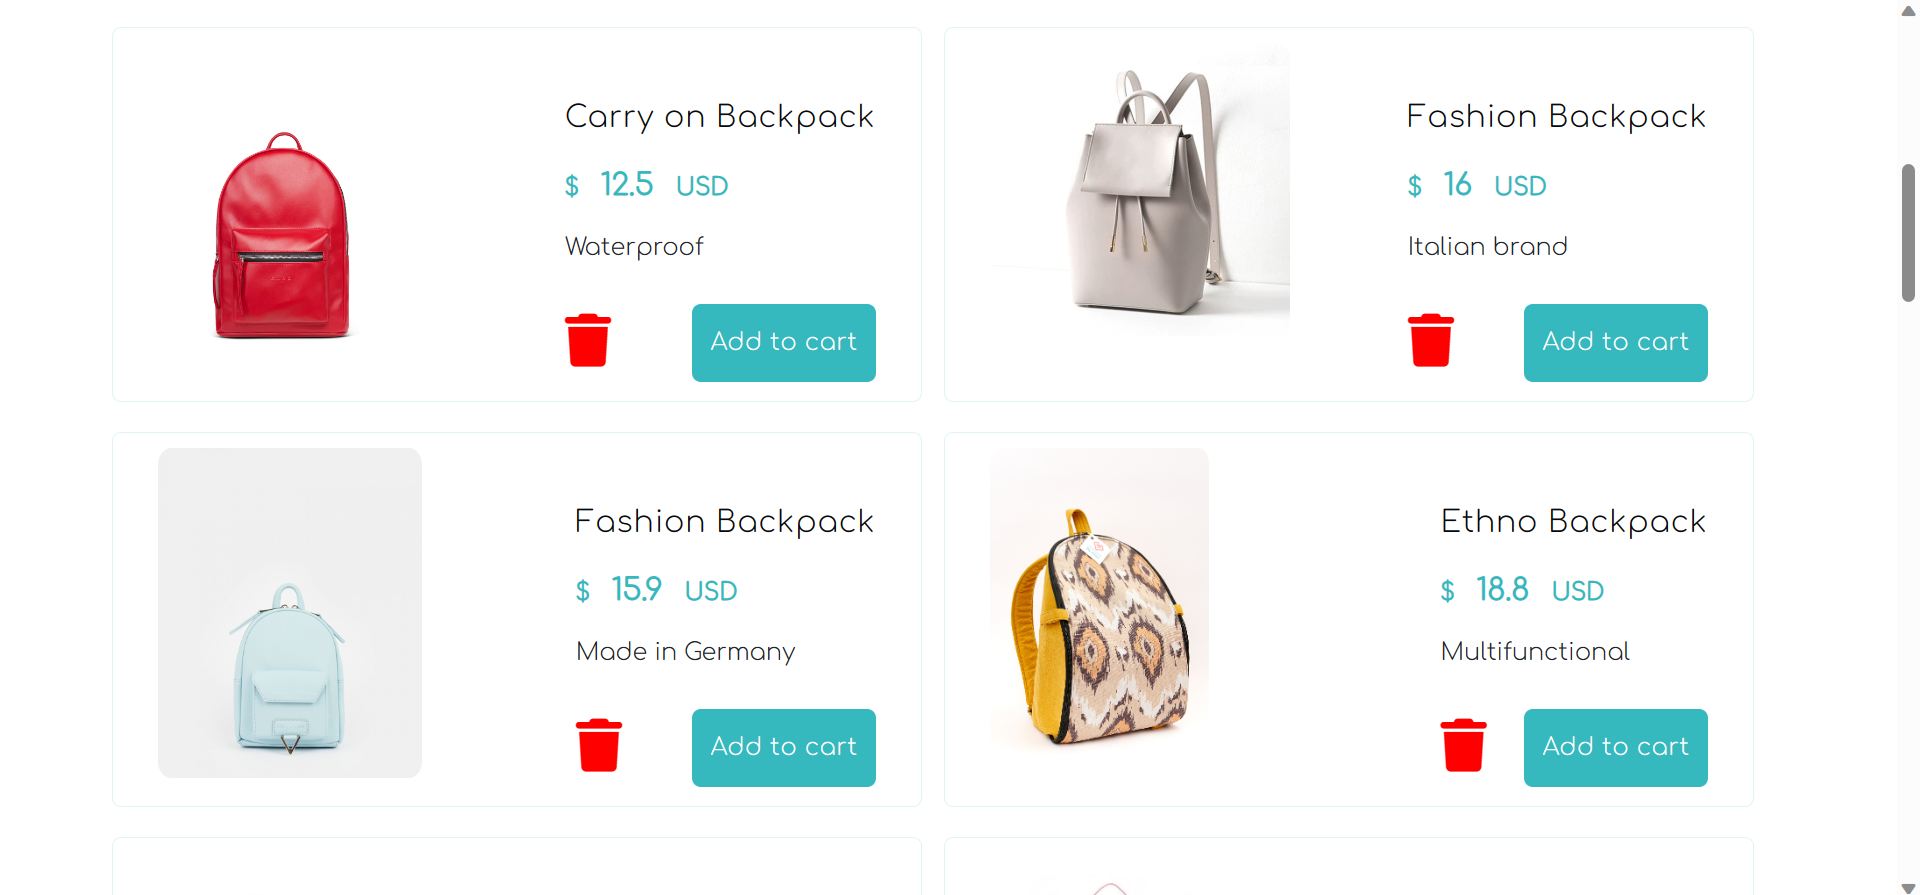 Carry on Backpack
$ 12.5 USD
Waterproof
Add to cart
Fashion Backpack
$ 16 USD
Italian brand
Add to cart
Fashion Backpack
$ 15.9 USD
Made in Germany
Add to cart
Ethno Backpack
$ 18.8 USD
Multifunctional
Add to cart